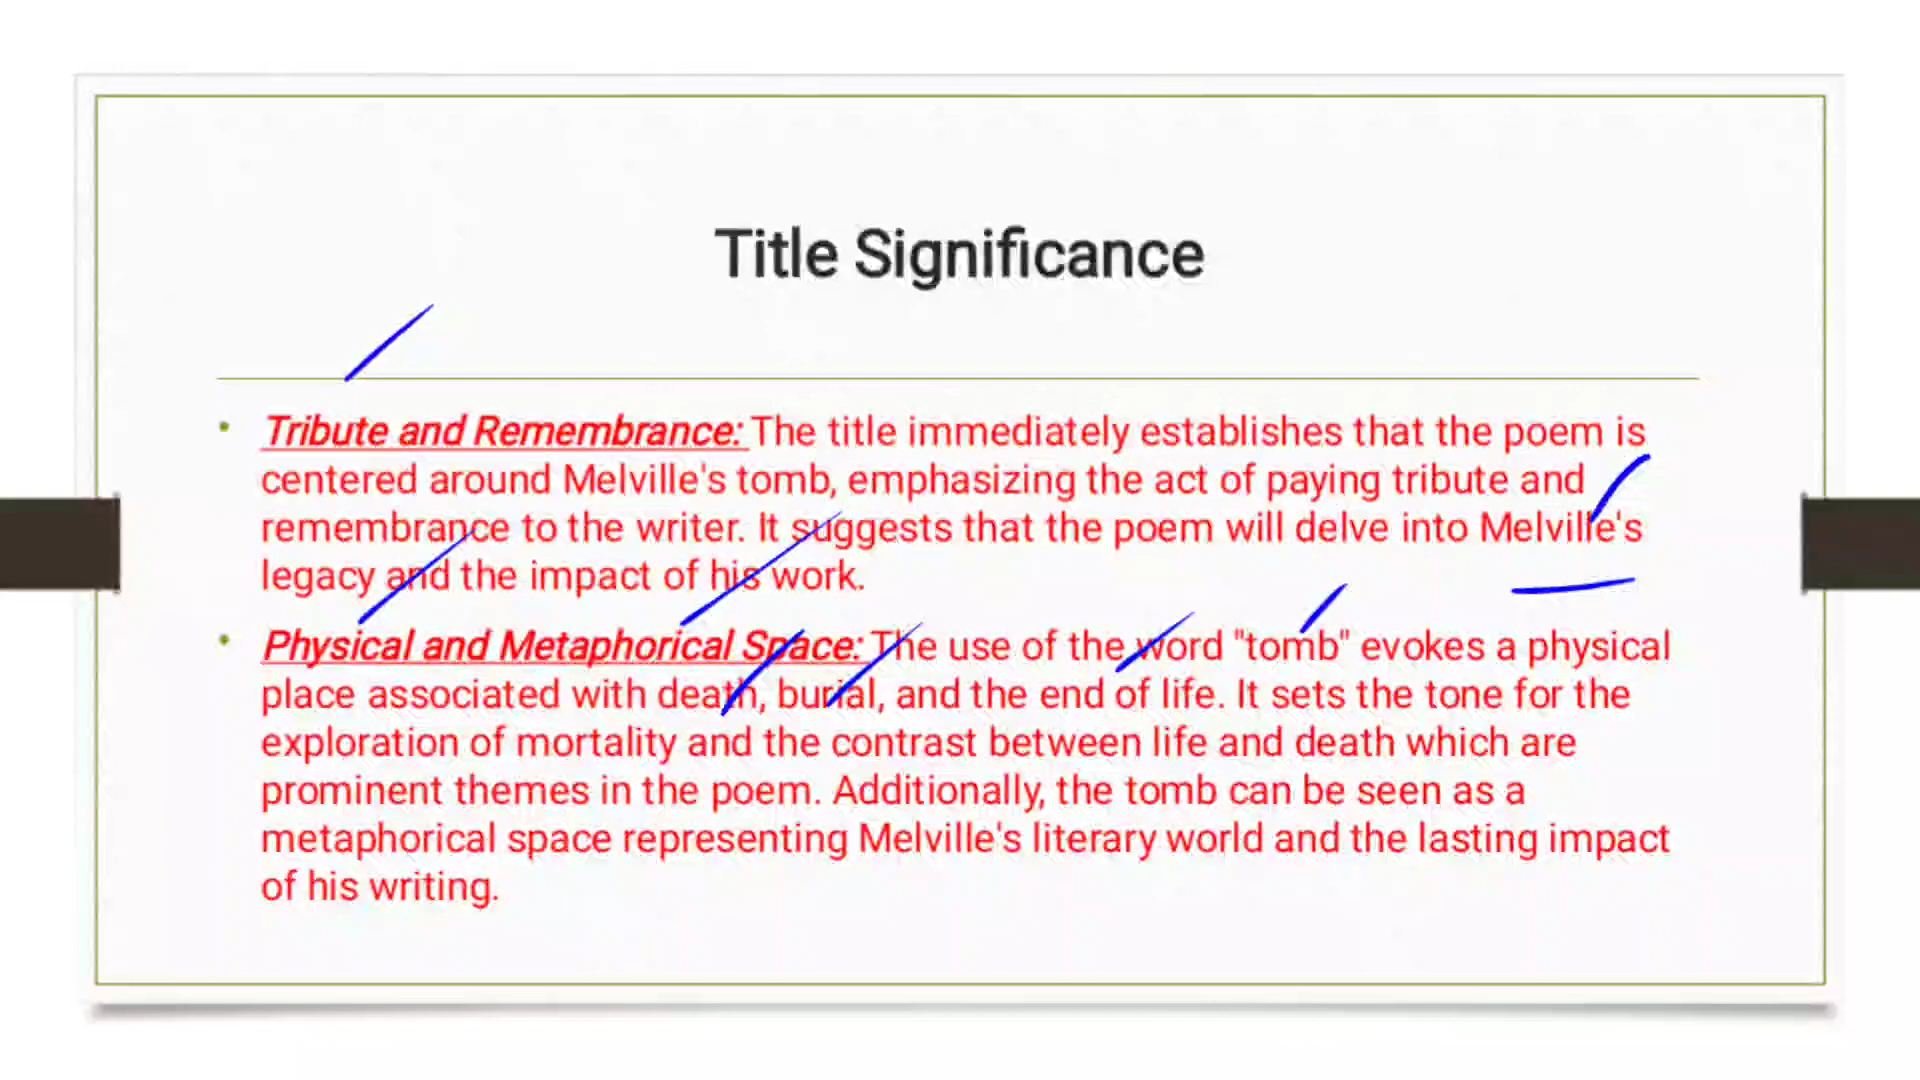 Title Significance
• Tribute and Remembrance: The title immediately establishes that the poem is
centered around Melville's tomb, emphasizing the act of paying tribute and
remembrance to the writer. It suggests that the poem will delve into Melville's
legacy and the impact of his work.
• Physical and Metaphorical Space: The use of the word "tomb" evokes a physical
place associated with death, burial, and the end of life. It sets the tone for the
exploration of mortality and the contrast between life and death which are
prominent themes in the poem. Additionally, the tomb can be seen as a
metaphorical space representing Melville's literary world and the lasting impact
of his writing.